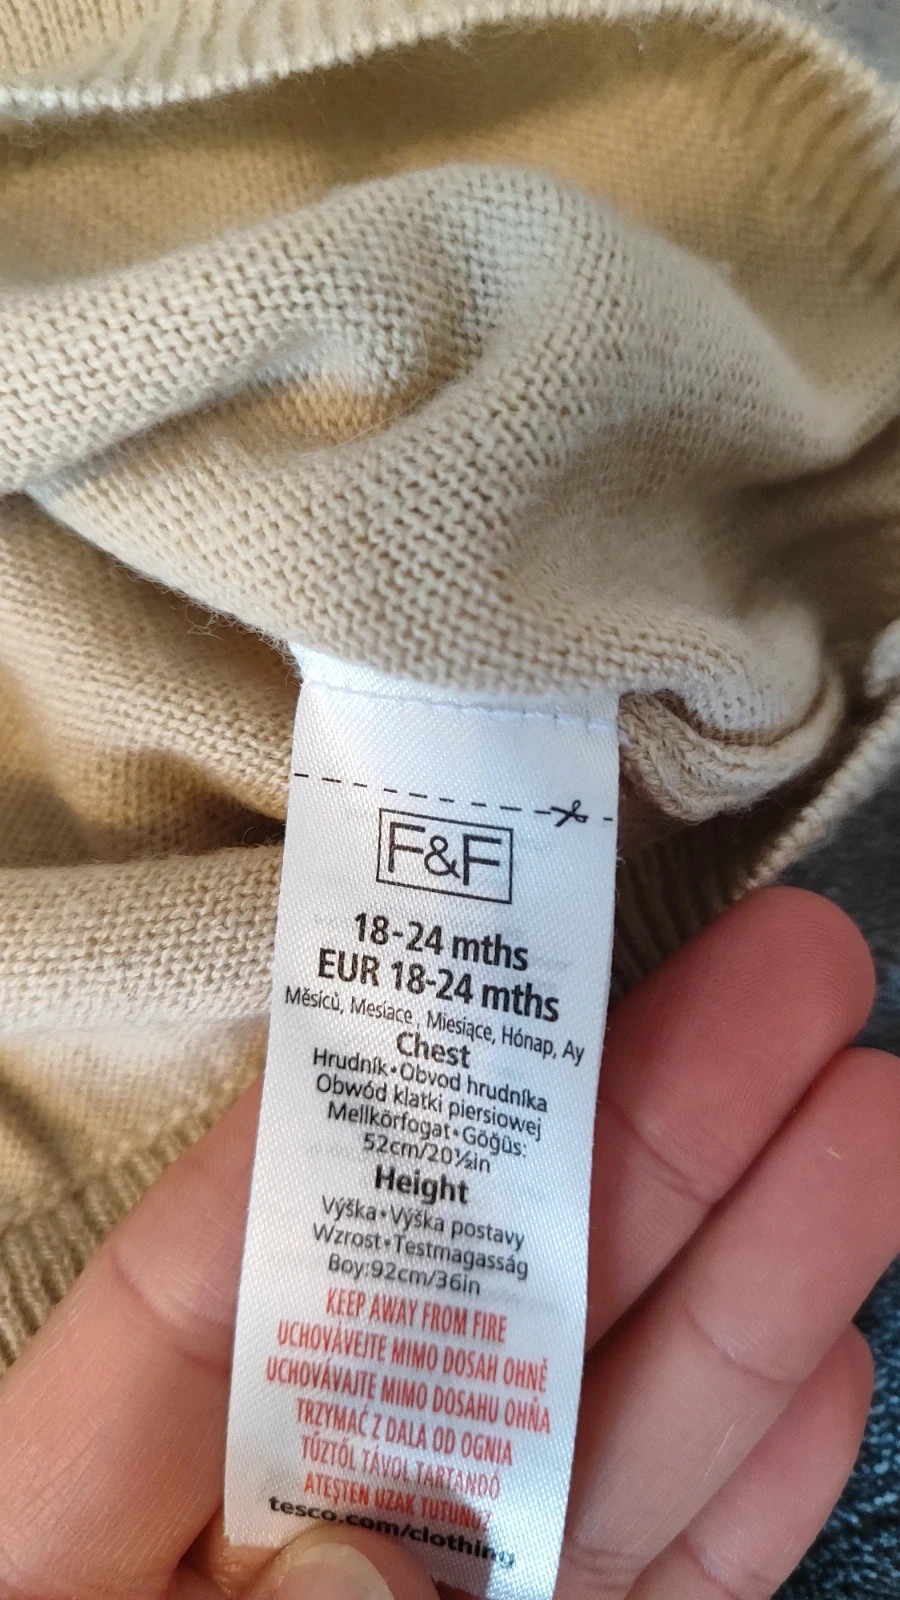 F&F
18-24 mths
EUR 18-24 mths
Měsíců, Mesiace, Miesiące, Hónap, Ay
Chest
Hrudník•Obvod hrudníka
Obwód klatki piersiowej
Mellkörfogat•Göğüs:
52cm/20½in
Height
Výška•Výška postavy
Wzrost•Testmagasság
Boy:92cm/36in
KEEP AWAY FROM FIRE
UCHOVÁVEJTE MIMO DOSAH OHNĚ
UCHOVÁVAJTE MIMO DOSAHU OHŇA
TRZYMAĆ Z DALA OD OGNIA
TŰZTŐL TÁVOL TARTANDÓ
ATEŞTEN UZAK TUTUNUZ
tesco.com/clothing